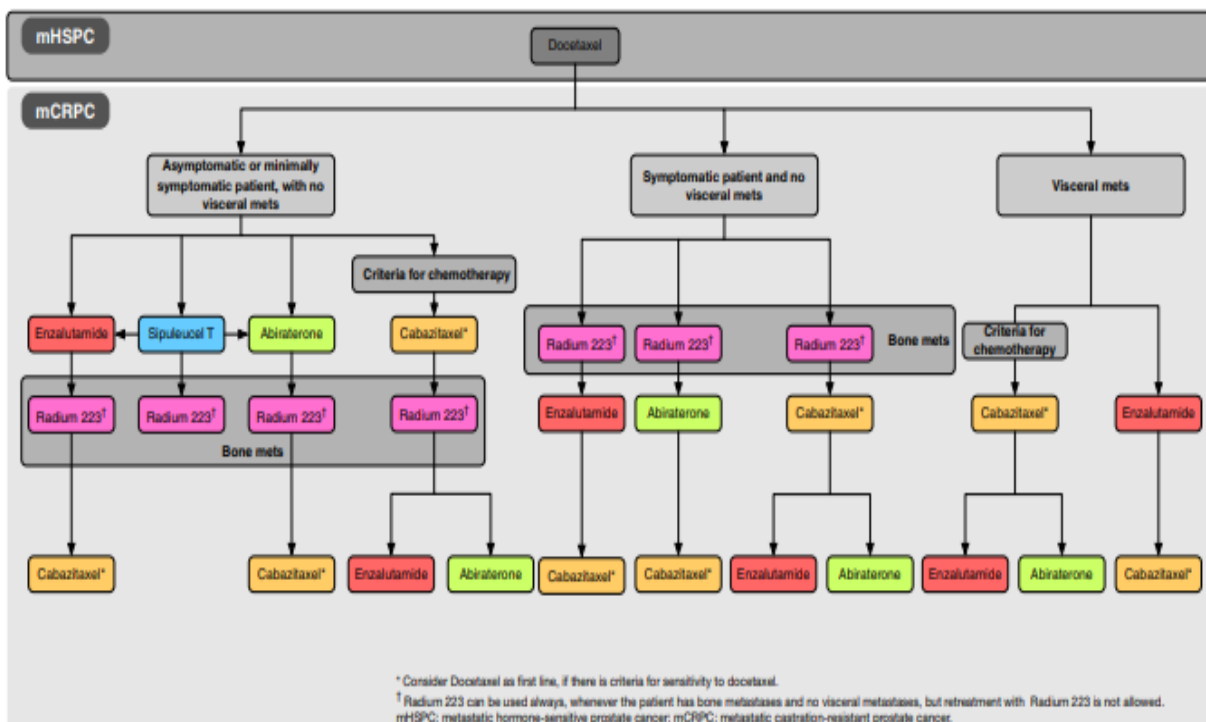 mHSPC
Docetaxel
mCRPC
Asymptomatic or minimally
symptomatic patient, with no
visceral mets
Symptomatic patient and no
visceral mets
Visceral mets
Criteria for chemotherapy
Enzalutamide
Sipuleucel T
Abiraterone
Cabazitaxel*
Radium 223†
Radium 223†
Radium 223†
Bone mets
Criteria for
chemotherapy
Radium 223†
Radium 223†
Radium 223†
Radium 223†
Bone mets
Enzalutamide
Abiraterone
Cabazitaxel*
Cabazitaxel*
Enzalutamide
Cabazitaxel*
Cabazitaxel*
Enzalutamide
Abiraterone
Cabazitaxel*
Cabazitaxel*
Enzalutamide
Abiraterone
Enzalutamide
Abiraterone
Cabazitaxel*
* Consider Docetaxel as first line, if there is criteria for sensitivity to docetaxel.
† Radium 223 can be used always, whenever the patient has bone metastases and no visceral metastases, but retreatment with Radium 223 is not allowed.
mHSPC: metastatic hormone-sensitive prostate cancer; mCRPC: metastatic castration-resistant prostate cancer.